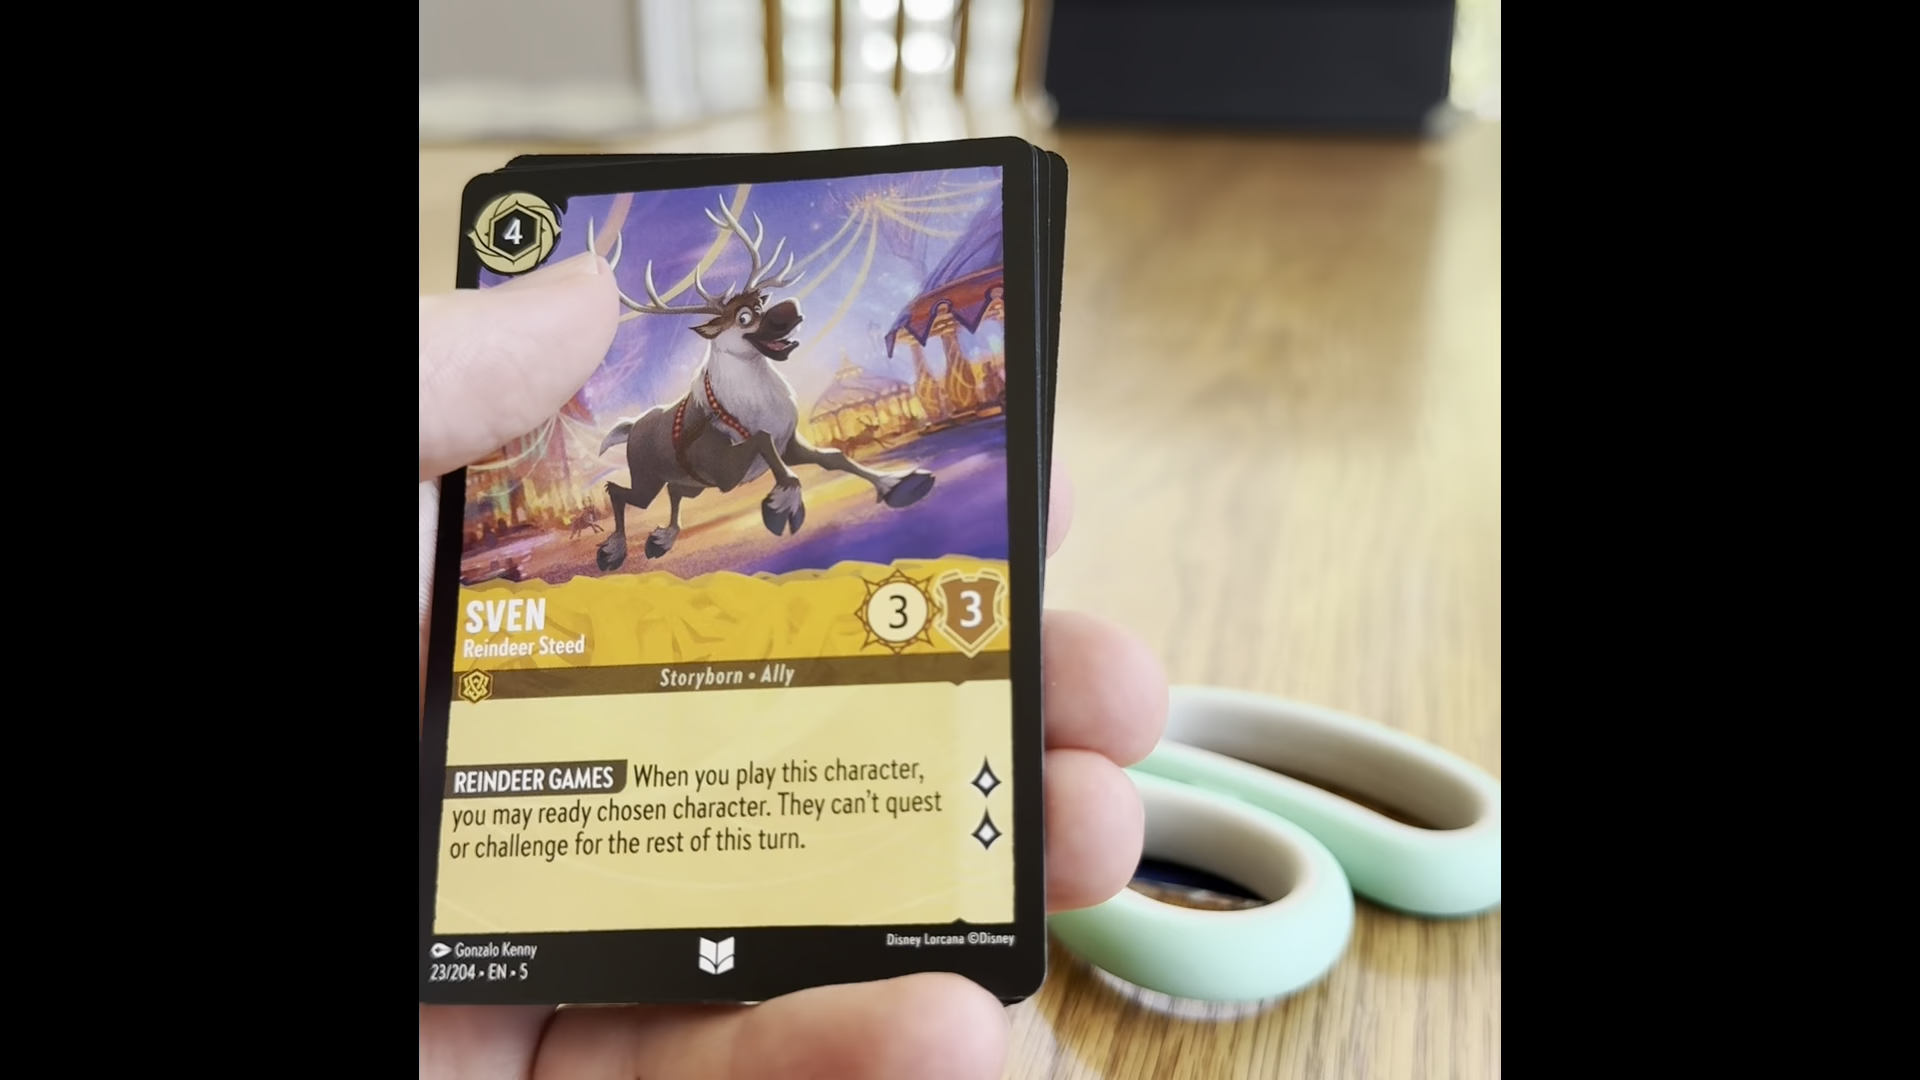 4
SVEN
Reindeer Steed
3
3
Storyborn • Ally
REINDEER GAMES When you play this character,
you may ready chosen character. They can't quest
or challenge for the rest of this turn.
Gonzalo Kenny
Disney Lorcana ©Disney
23/204 • EN • 5